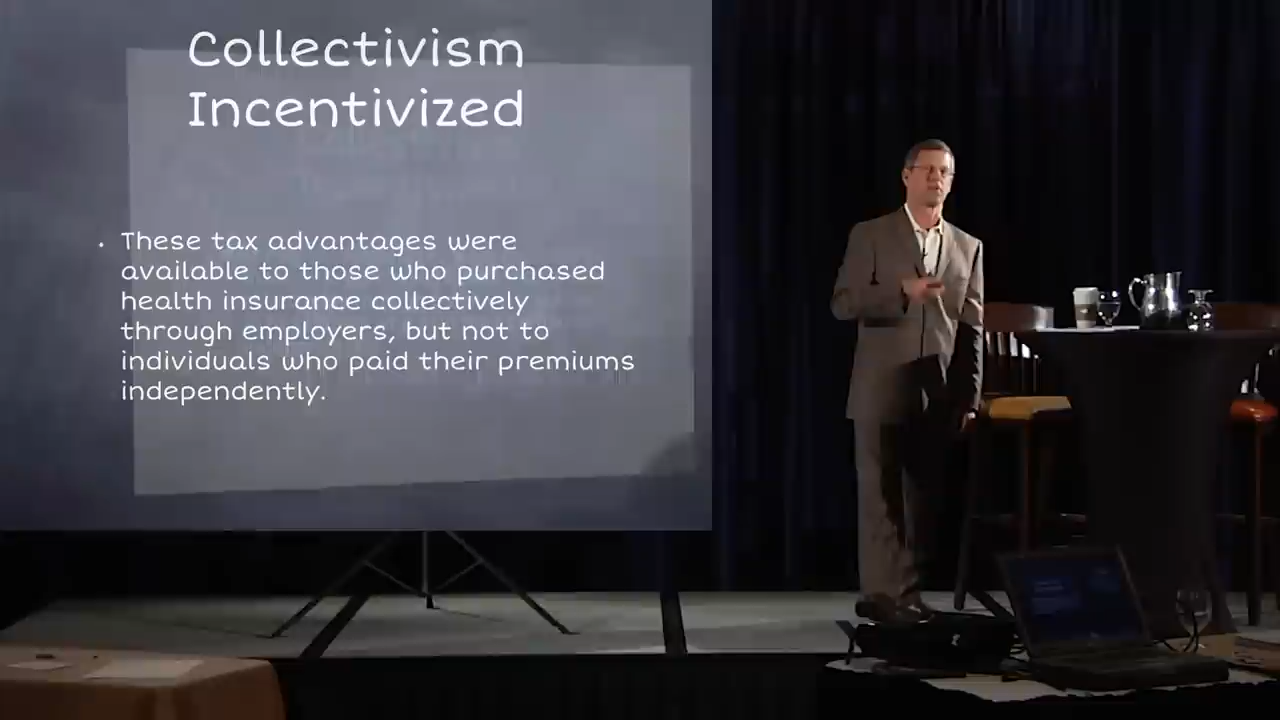 Collectivism
Incentivized
• These tax advantages were
available to those who purchased
health insurance collectively
through employers, but not to
individuals who paid their premiums
independently.